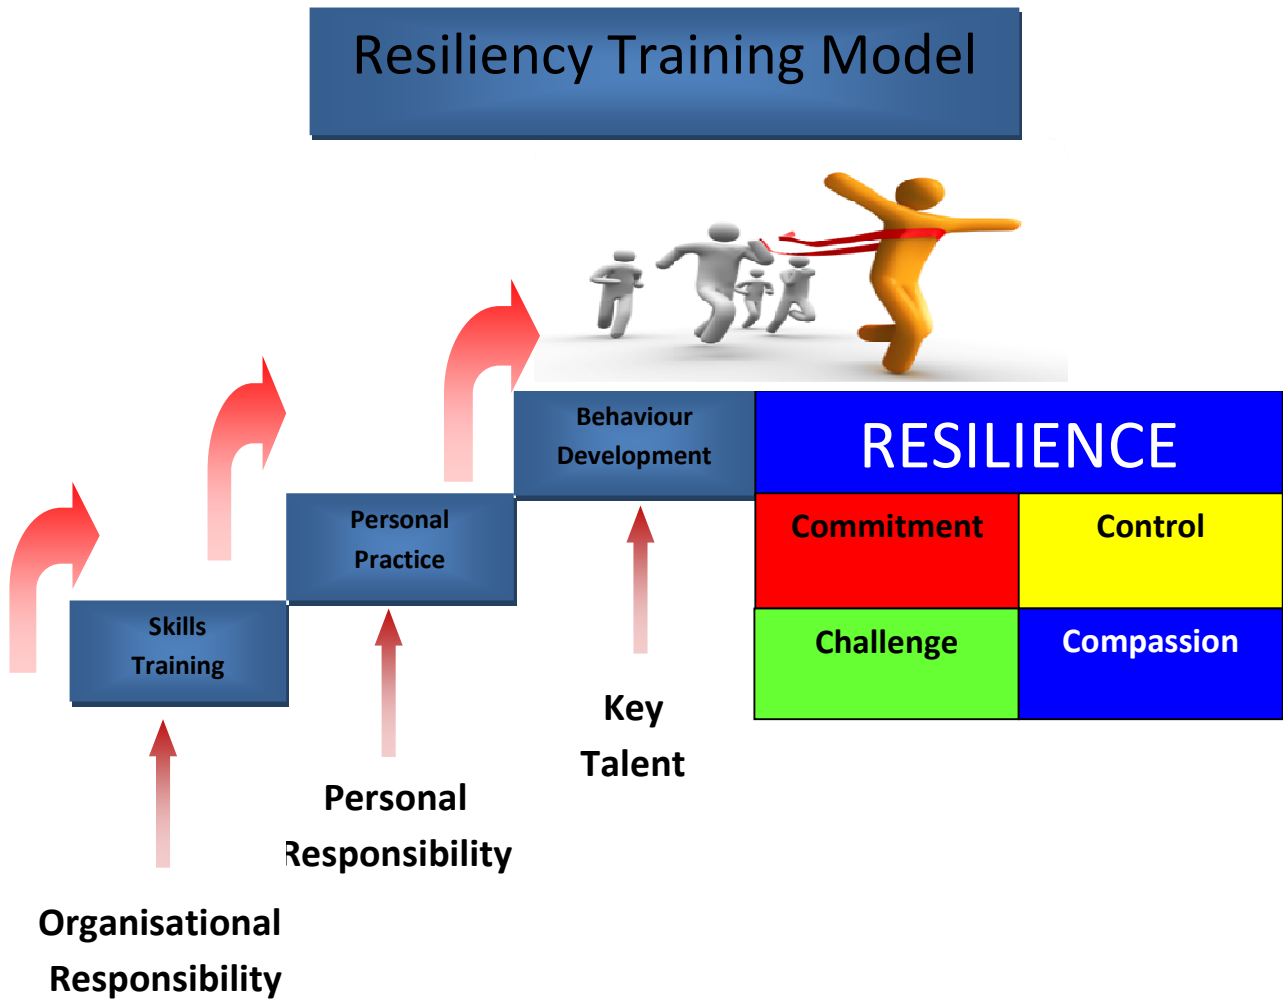 Resiliency Training Model
Behaviour
Development
RESILIENCE
Commitment
Control
Challenge
Compassion
Personal
Practice
Skills
Training
Key
Talent
Personal
Responsibility
Organisational
Responsibility